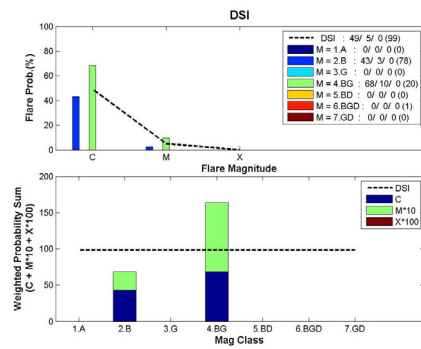 DSI
100
80
60
40
20
0
Flare Prob.(%)
C M X
Flare Magnitude
DSI : 49/ 5/ 0 (99)
M = 1.A : 0/ 0/ 0 (0)
M = 2.B : 43/ 3/ 0 (78)
M = 3.G : 0/ 0/ 0 (0)
M = 4.BG : 68/ 10/ 0 (20)
M = 5.BD : 0/ 0/ 0 (0)
M = 6.BGD : 0/ 0/ 0 (1)
M = 7.GD : 0/ 0/ 0 (0)
200
150
100
50
0
Weighted Probability Sum
(C + M*10 + X*100)
DSI
C
M*10
X*100
1.A 2.B 3.G 4.BG 5.BD 6.BGD 7.GD
Mag Class